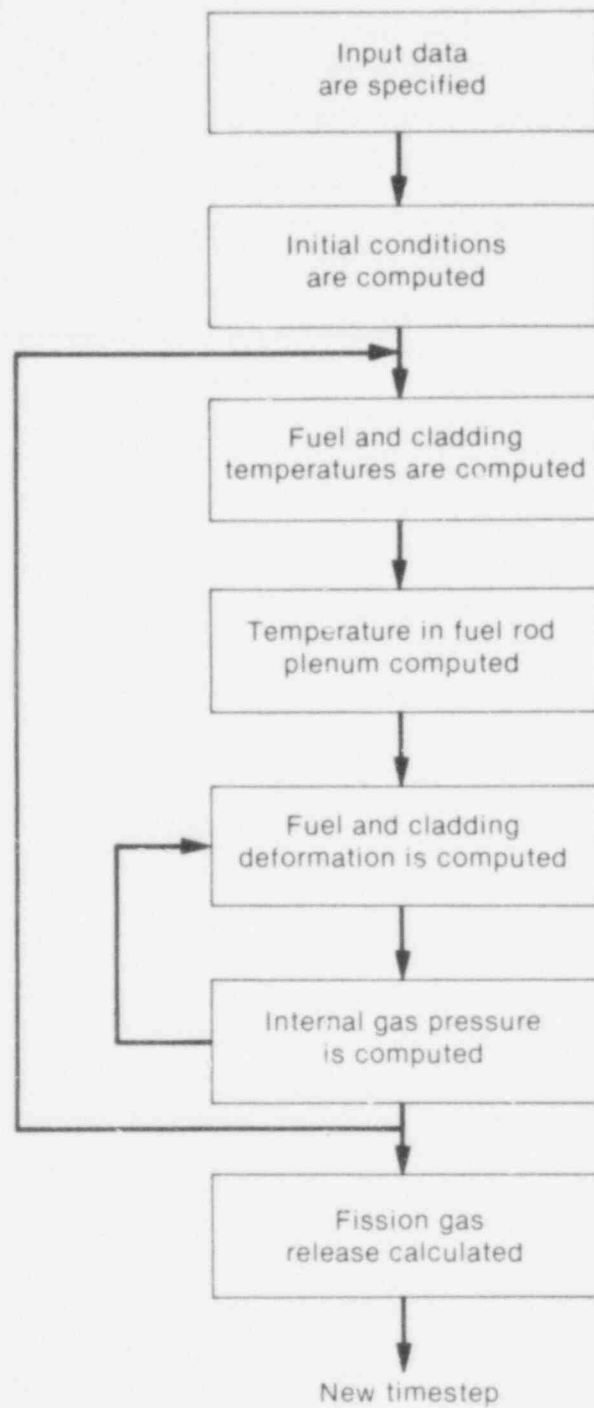 Input data
are specified
Initial conditions
are computed
Fuel and cladding
temperatures are computed
Temperature in fuel rod
plenum computed
Fuel and cladding
deformation is computed
Internal gas pressure
is computed
Fission gas
release calculated
New timestep